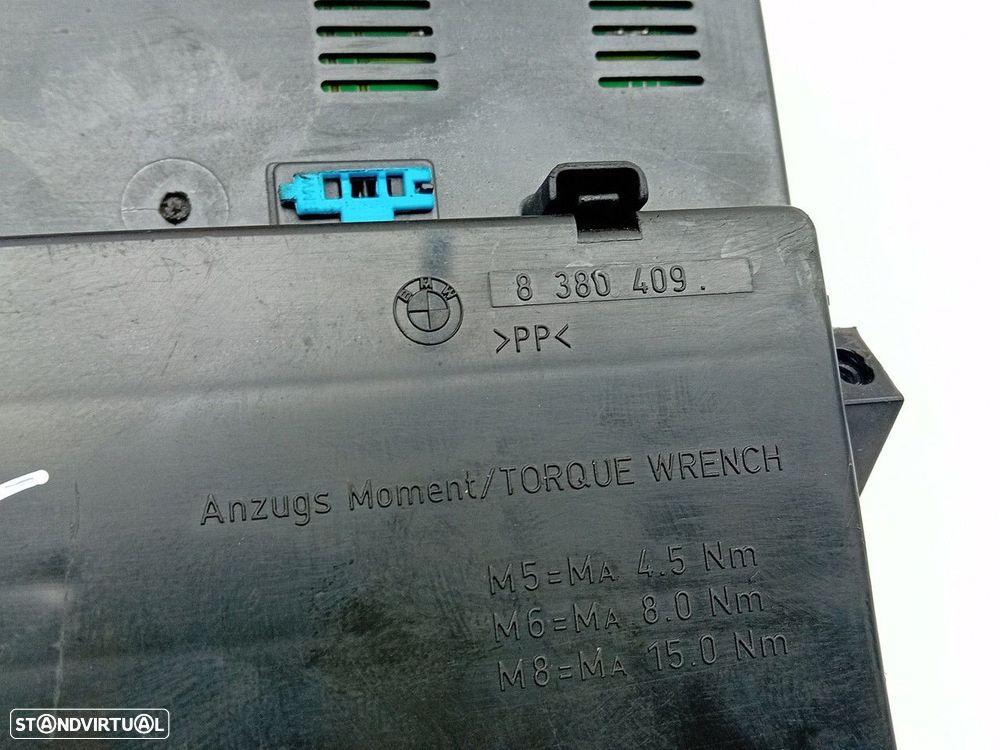 BMW
8 380 409.
>PP<
Anzugs Moment/TORQUE WRENCH
M5=MA 4.5 Nm
M6=MA 8.0 Nm
M8=MA 15.0 Nm
STANDVIRTUAL